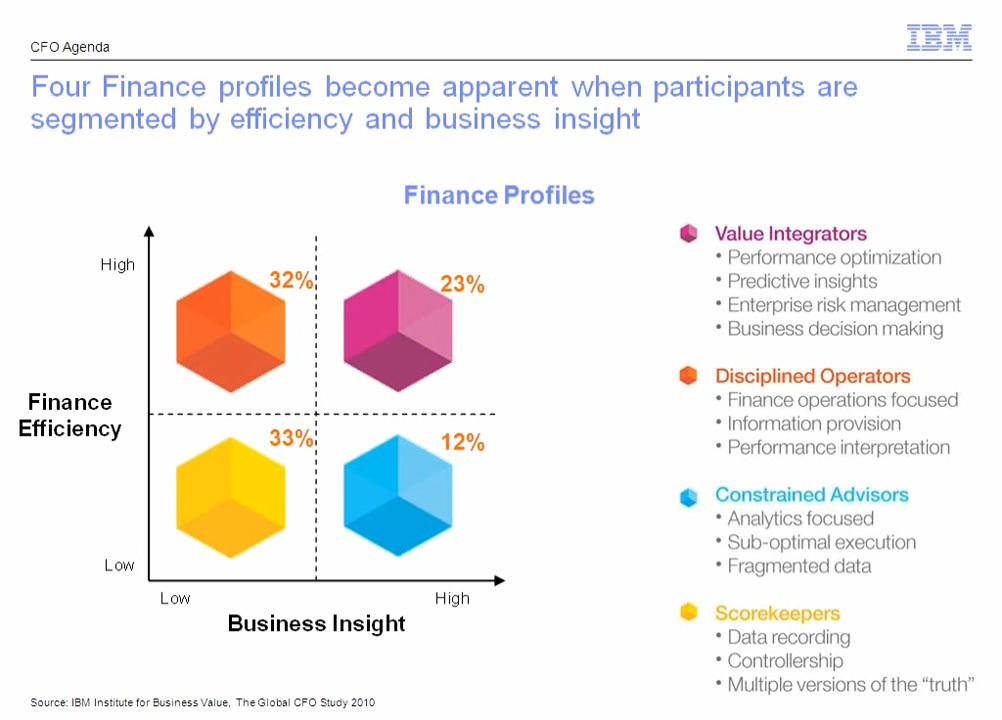 CFO Agenda
IBM
Four Finance profiles become apparent when participants are
segmented by efficiency and business insight
Finance Profiles
High
32%
23%
Finance
Efficiency
33%
12%
Low
Low
High
Business Insight
Value Integrators
• Performance optimization
• Predictive insights
• Enterprise risk management
• Business decision making
Disciplined Operators
• Finance operations focused
• Information provision
• Performance interpretation
Constrained Advisors
• Analytics focused
• Sub-optimal execution
• Fragmented data
Scorekeepers
• Data recording
• Controllership
• Multiple versions of the “truth”
Source: IBM Institute for Business Value, The Global CFO Study 2010